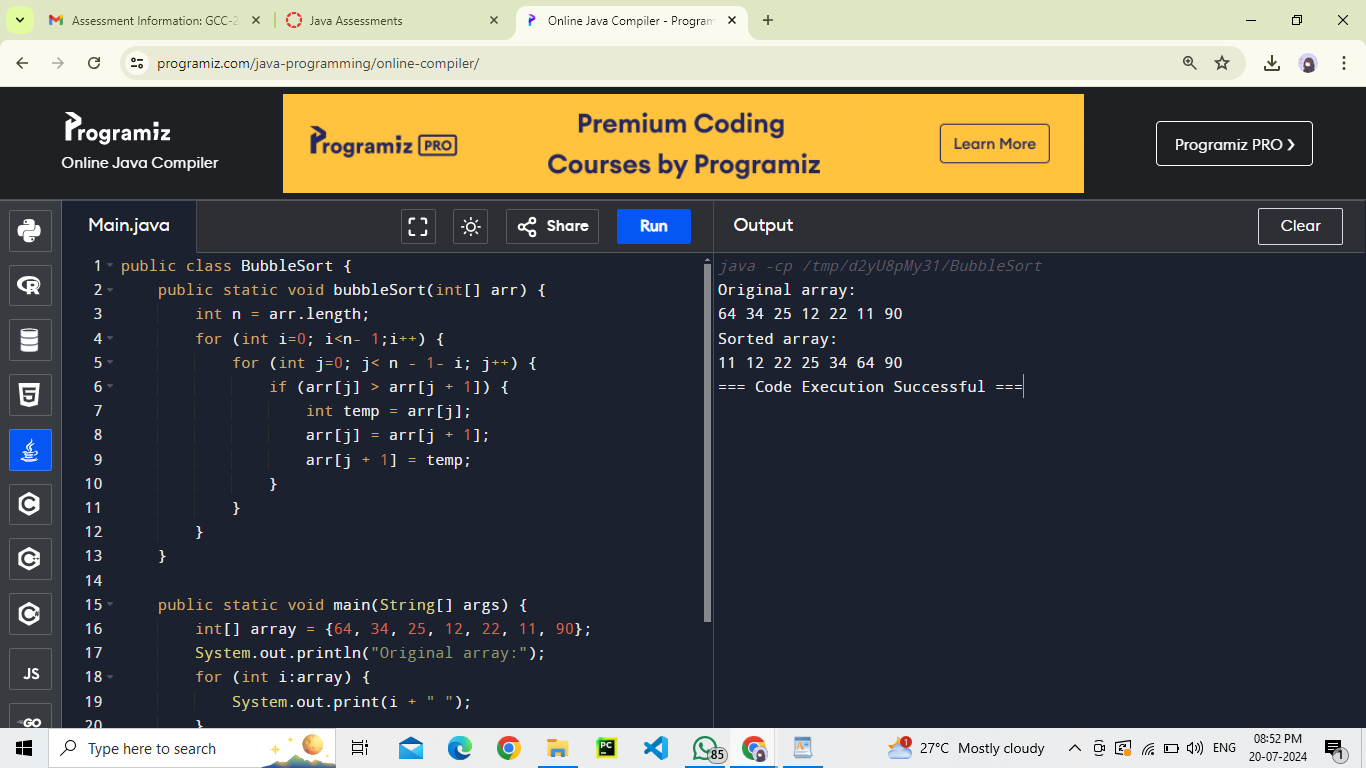 Assessment Information: GCC-2
Java Assessments
Online Java Compiler - Program
programiz.com/java-programming/online-compiler/
Programiz
Online Java Compiler
Programiz PRO
Premium Coding
Courses by Programiz
Learn More
Programiz PRO ❯
Main.java
Share
Run
Output
Clear
1 public class BubbleSort {
2     public static void bubbleSort(int[] arr) {
3         int n = arr.length;
4         for (int i=0; i<n- 1;i++) {
5             for (int j=0; j< n - 1- i; j++) {
6                 if (arr[j] > arr[j + 1]) {
7                     int temp = arr[j];
8                     arr[j] = arr[j + 1];
9                     arr[j + 1] = temp;
10                 }
11             }
12         }
13     }
14
15     public static void main(String[] args) {
16         int[] array = {64, 34, 25, 12, 22, 11, 90};
17         System.out.println("Original array:");
18         for (int i:array) {
19             System.out.print(i + " ");
20         }
java -cp /tmp/d2yU8pMy31/BubbleSort
Original array:
64 34 25 12 22 11 90
Sorted array:
11 12 22 25 34 64 90
=== Code Execution Successful ===
JS
GO
Type here to search
PC
85
1
27°C Mostly cloudy
ENG
08:52 PM
20-07-2024
1